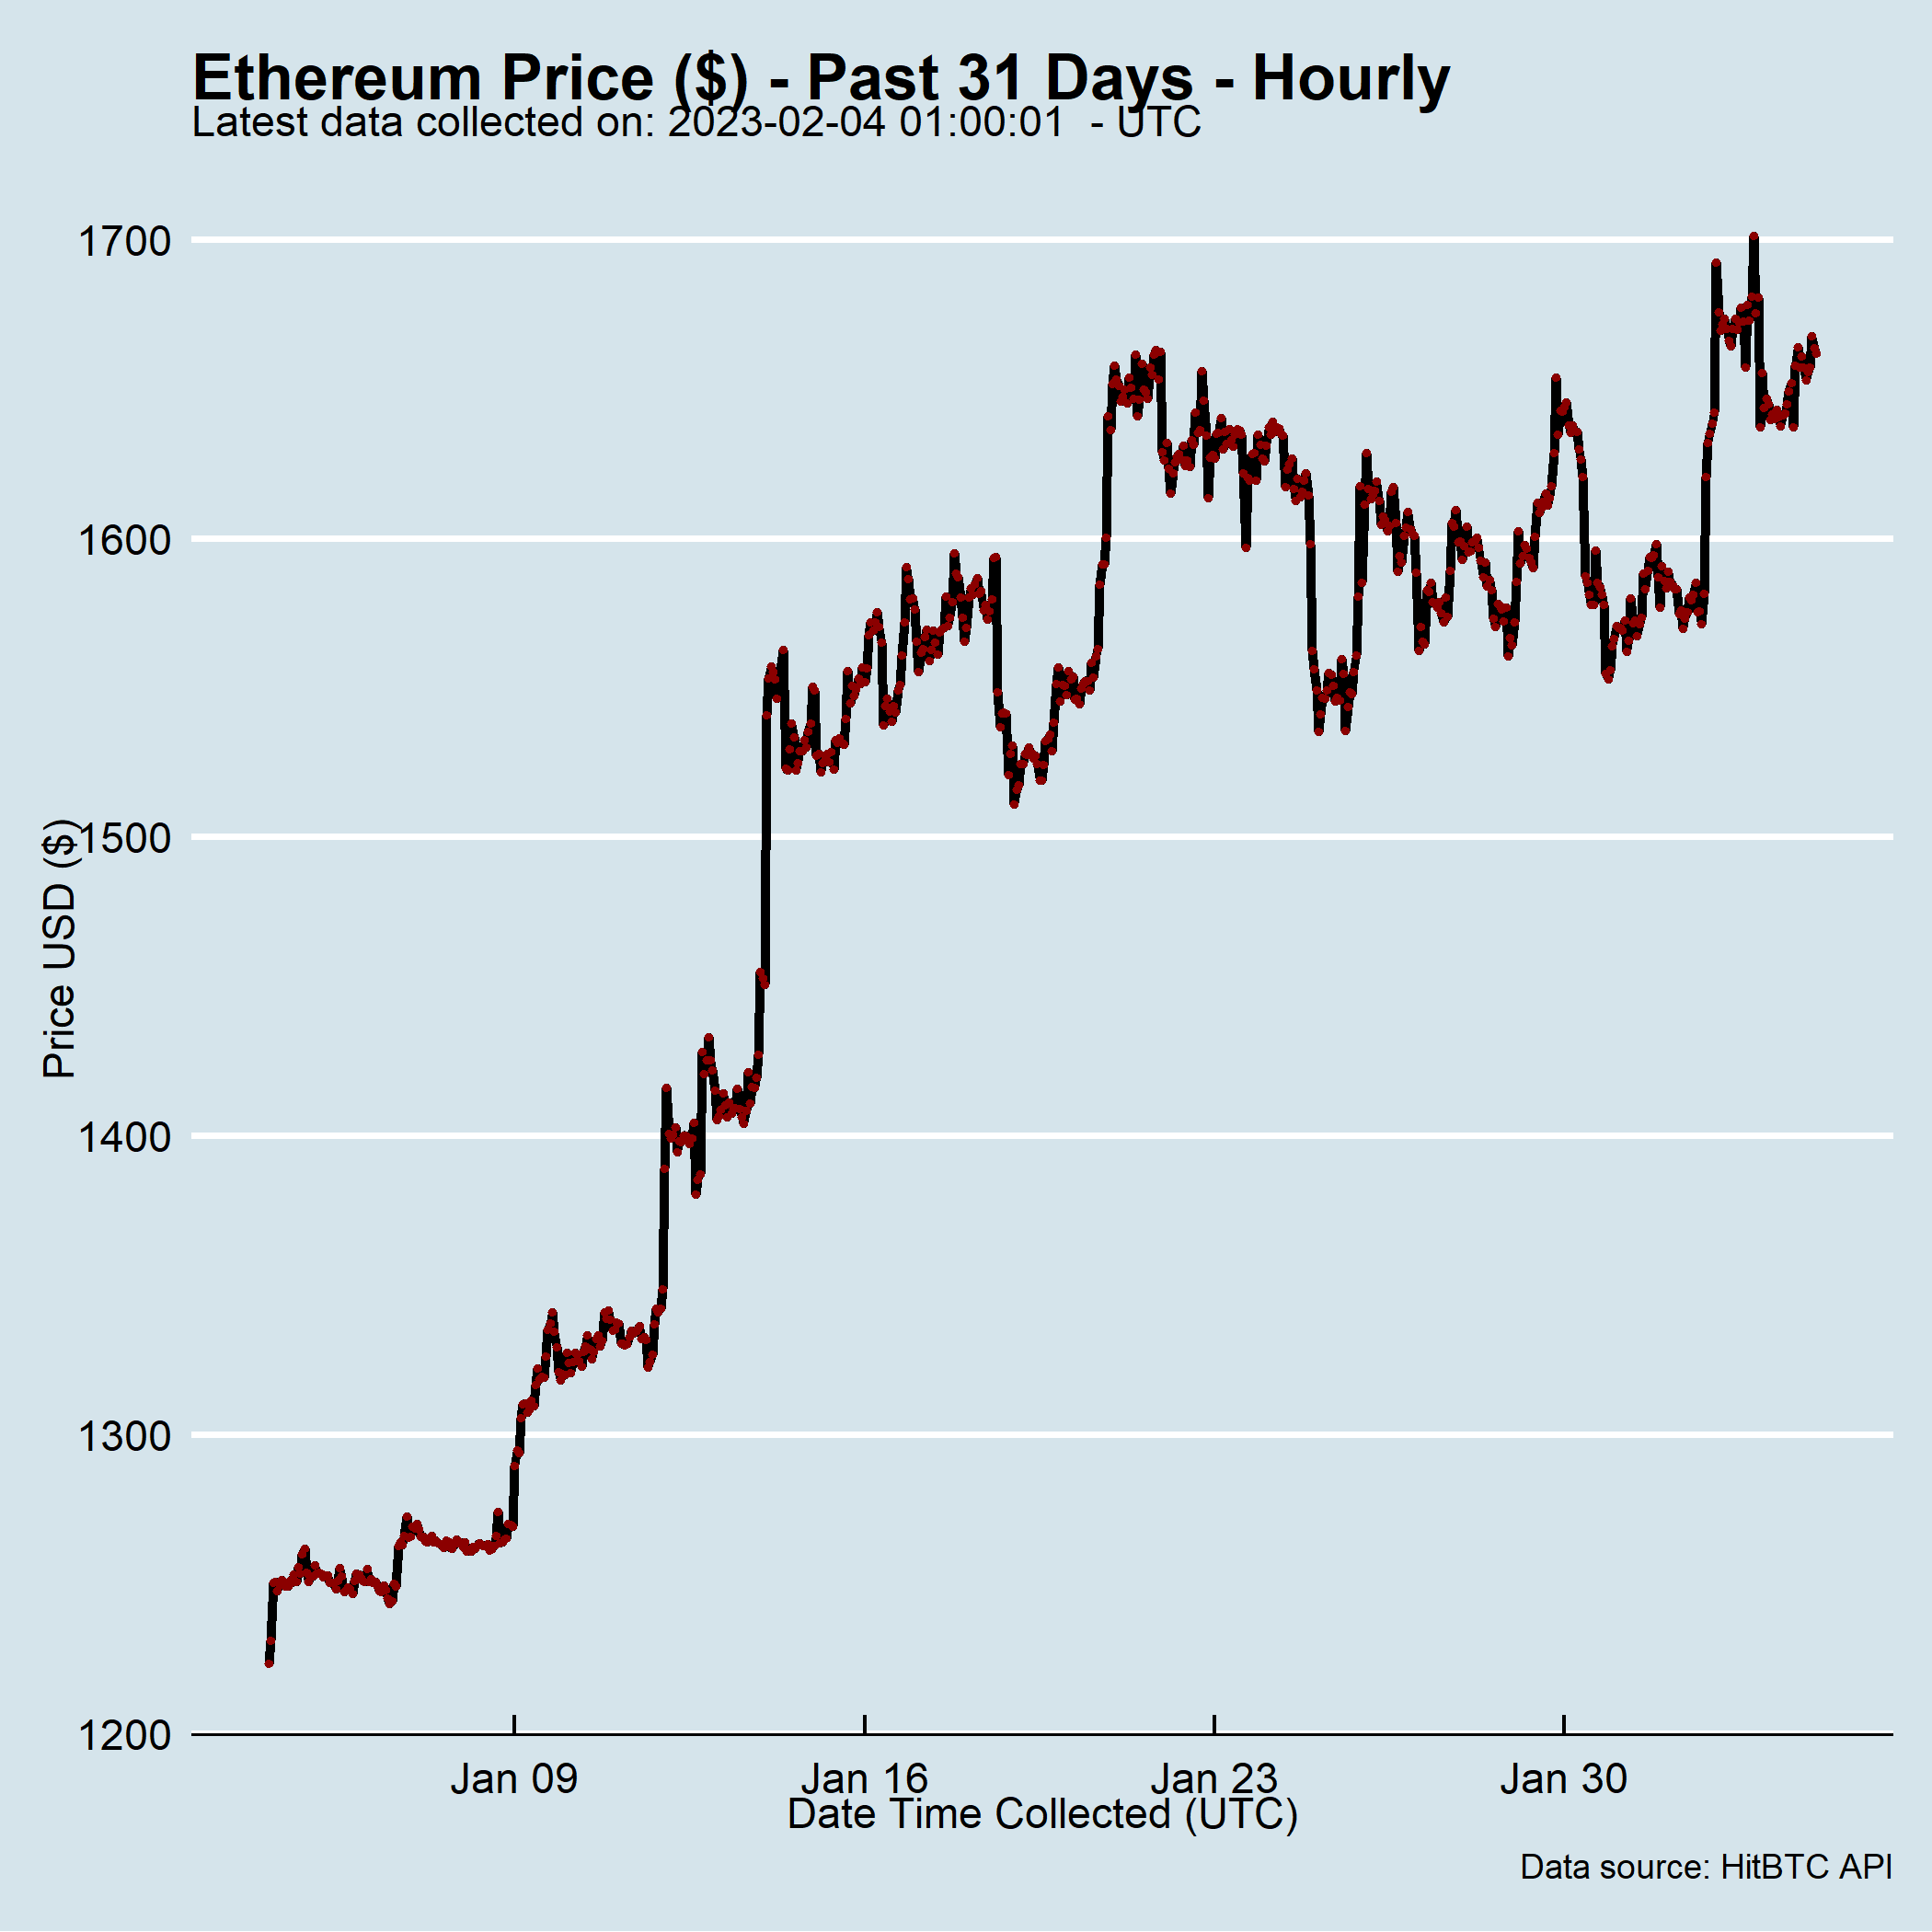 Ethereum Price ($) - Past 31 Days - Hourly
Latest data collected on: 2023-02-04 01:00:01  - UTC
1700
1600
1500
1400
1300
1200
Price USD ($)
Jan 09 Jan 16 Jan 23 Jan 30
Date Time Collected (UTC)
Data source: HitBTC API